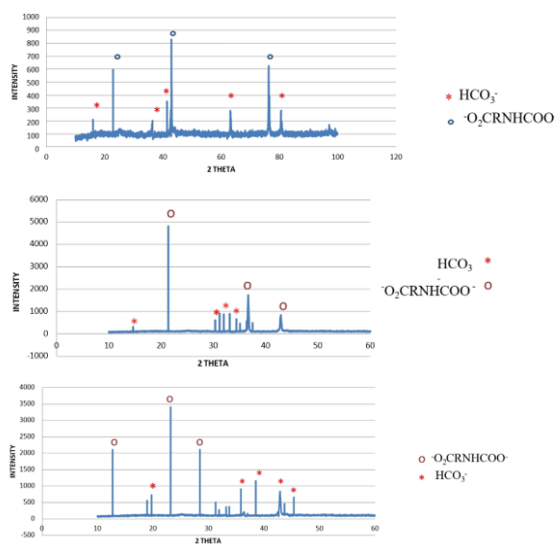 1000
900
800
700
600
500
400
300
200
100
0
INTENSITY
0 20 40 60 80 100 120
2 THETA
* HCO₃⁻
o ⁻O₂CRNHCOO
6000
5000
4000
3000
2000
1000
0
-1000
INTENSITY
0 10 20 30 40 50 60
2 THETA
HCO₃ *
⁻
⁻O₂CRNHCOO⁻ O
4000
3500
3000
2500
2000
1500
1000
500
0
-500
INTENSITY
0 10 20 30 40 50 60
2 THETA
O ⁻O₂CRNHCOO⁻
* HCO₃⁻